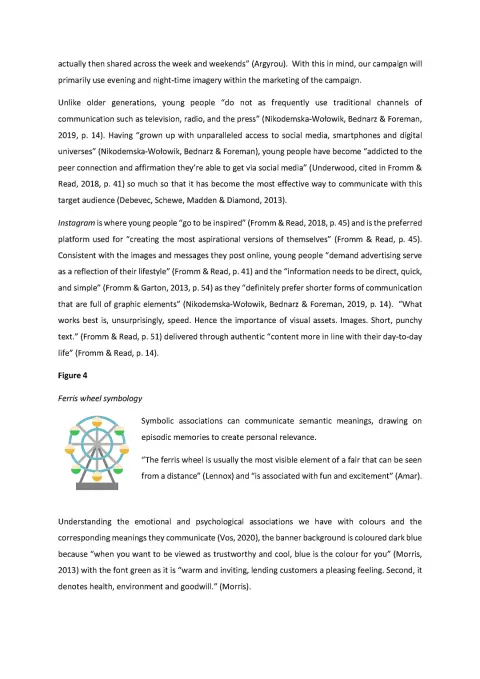 actually then shared across the week and weekends” (Argyrou).  With this in mind, our campaign will
primarily use evening and night-time imagery within the marketing of the campaign.
Unlike older generations, young people “do not as frequently use traditional channels of
communication such as television, radio, and the press” (Nikodemska-Wołowik, Bednarz & Foreman,
2019, p. 14). Having “grown up with unparalleled access to social media, smartphones and digital
universes” (Nikodemska-Wołowik, Bednarz & Foreman), young people have become “addicted to the
peer connection and affirmation they’re able to get via social media” (Underwood, cited in Fromm &
Read, 2018, p. 41) so much so that it has become the most effective way to communicate with this
target audience (Debevec, Schewe, Madden & Diamond, 2013).
Instagram is where young people “go to be inspired” (Fromm & Read, 2018, p. 45) and is the preferred
platform used for “creating the most aspirational versions of themselves” (Fromm & Read, p. 45).
Consistent with the images and messages they post online, young people “demand advertising serve
as a reflection of their lifestyle” (Fromm & Read, p. 41) and the “information needs to be direct, quick,
and simple” (Fromm & Garton, 2013, p. 54) as they “definitely prefer shorter forms of communication
that are full of graphic elements” (Nikodemska-Wołowik, Bednarz & Foreman, 2019, p. 14).  “What
works best is, unsurprisingly, speed. Hence the importance of visual assets. Images. Short, punchy
text.” (Fromm & Read, p. 51) delivered through authentic “content more in line with their day-to-day
life” (Fromm & Read, p. 14).
Figure 4
Ferris wheel symbology
Symbolic associations can communicate semantic meanings, drawing on
episodic memories to create personal relevance.
“The ferris wheel is usually the most visible element of a fair that can be seen
from a distance” (Lennox) and “is associated with fun and excitement” (Amar).
Understanding the emotional and psychological associations we have with colours and the
corresponding meanings they communicate (Vos, 2020), the banner background is coloured dark blue
because “when you want to be viewed as trustworthy and cool, blue is the colour for you” (Morris,
2013) with the font green as it is “warm and inviting, lending customers a pleasing feeling. Second, it
denotes health, environment and goodwill.” (Morris).